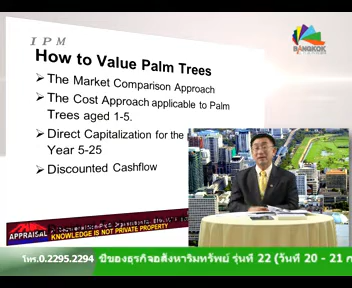 IPM
How to Value Palm Trees
The Market Comparison Approach
The Cost Approach applicable to Palm
Trees aged 1-5.
Direct Capitalization for the
Year 5-25
Discounted Cashflow
BANGKOK
APPRAISAL
KNOWLEDGE IS NOT PRIVATE PROPERTY
โทร.0.2295.2294 ชีของธุรกิจอสังหาริมทรัพย์ รุ่นที่ 22 (วันที่ 20 - 21 ก